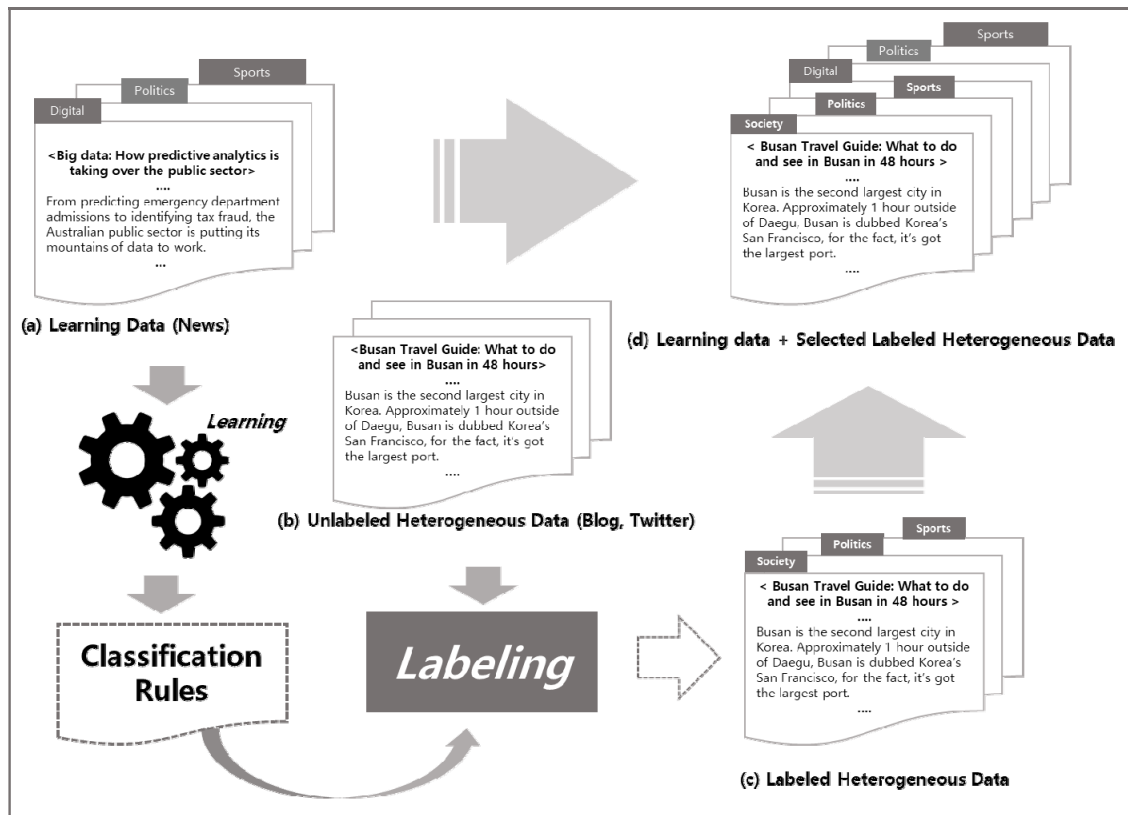 Sports
Politics
Digital
<Big data: How predictive analytics is
taking over the public sector>
....
From predicting emergency department
admissions to identifying tax fraud, the
Australian public sector is putting its
mountains of data to work.
...
(a) Learning Data (News)
Learning
Classification
Rules
<Busan Travel Guide: What to do
and see in Busan in 48 hours>
....
Busan is the second largest city in
Korea. Approximately 1 hour outside
of Daegu, Busan is dubbed Korea's
San Francisco, for the fact, it's got
the largest port.
....
(b) Unlabeled Heterogeneous Data (Blog, Twitter)
Labeling
Sports
Politics
Society
< Busan Travel Guide: What to do
and see in Busan in 48 hours >
....
Busan is the second largest city in
Korea. Approximately 1 hour outside
of Daegu, Busan is dubbed Korea's
San Francisco, for the fact, it's got
the largest port.
....
(c) Labeled Heterogeneous Data
Sports
Politics
Digital
Sports
Politics
Society
< Busan Travel Guide: What to do
and see in Busan in 48 hours >
....
Busan is the second largest city in
Korea. Approximately 1 hour outside
of Daegu, Busan is dubbed Korea's
San Francisco, for the fact, it's got
the largest port.
....
(d) Learning data + Selected Labeled Heterogeneous Data